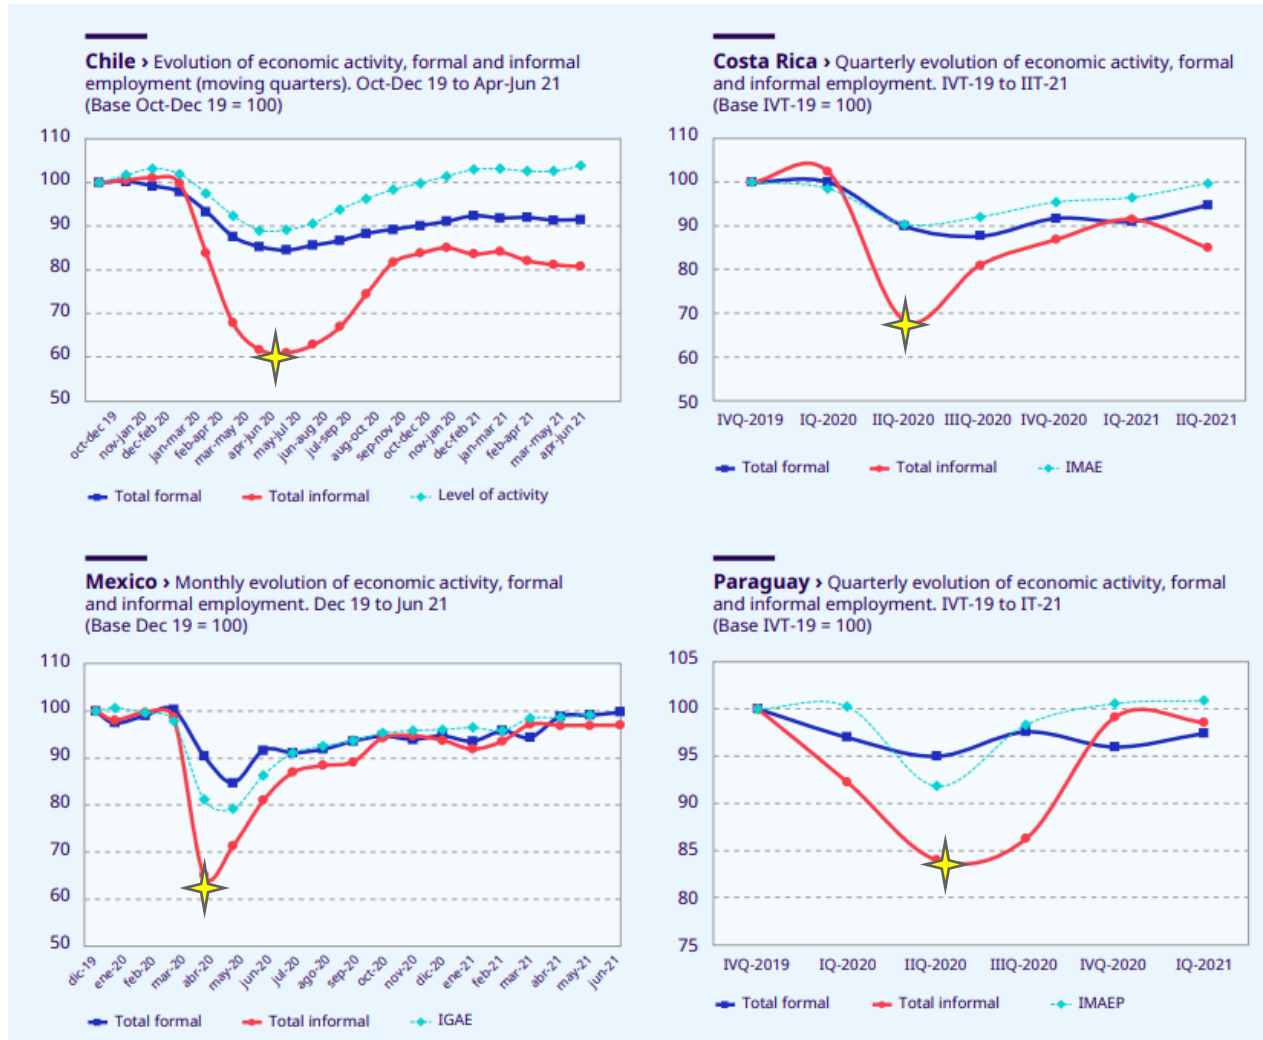 Chile › Evolution of economic activity, formal and informal
employment (moving quarters). Oct-Dec 19 to Apr-Jun 21
(Base Oct-Dec 19 = 100)
110
100
90
80
70
60
50
oct-dec 19
nov-jan 20
dec-feb 20
jan-mar 20
feb-apr 20
mar-may 20
apr-jun 20
may-jul 20
jun-aug 20
jul-sep 20
aug-oct 20
sep-nov 20
oct-dec 20
nov-jan 20
dec-feb 21
jan-mar 21
feb-apr 21
mar-may 21
apr-jun 21
Total formal
Total informal
Level of activity
Costa Rica › Quarterly evolution of economic activity, formal
and informal employment. IVT-19 to IIT-21
(Base IVT-19 = 100)
110
100
90
80
70
60
50
IVQ-2019
IQ-2020
IIQ-2020
IIIQ-2020
IVQ-2020
IQ-2021
IIQ-2021
Total formal
Total informal
IMAE
Mexico › Monthly evolution of economic activity, formal
and informal employment. Dec 19 to Jun 21
(Base Dec 19 = 100)
110
100
90
80
70
60
50
dic-19
ene-20
feb-20
mar-20
abr-20
may-20
jun-20
jul-20
ago-20
sep-20
oct-20
nov-20
dic-20
ene-21
feb-21
mar-21
abr-21
may-21
jun-21
Total formal
Total informal
IGAE
Paraguay › Quarterly evolution of economic activity, formal
and informal employment. IVT-19 to IT-21
(Base IVT-19 = 100)
105
100
95
90
85
80
75
IVQ-2019
IQ-2020
IIQ-2020
IIIQ-2020
IVQ-2020
IQ-2021
Total formal
Total informal
IMAEP